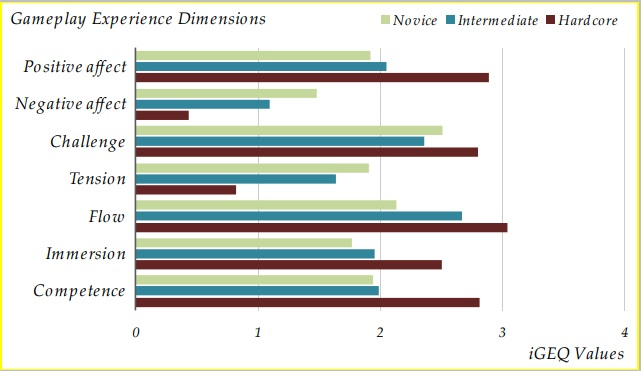 Gameplay Experience Dimensions
Novice Intermediate Hardcore
Positive affect
Negative affect
Challenge
Tension
Flow
Immersion
Competence
0 1 2 3 4
iGEQ Values